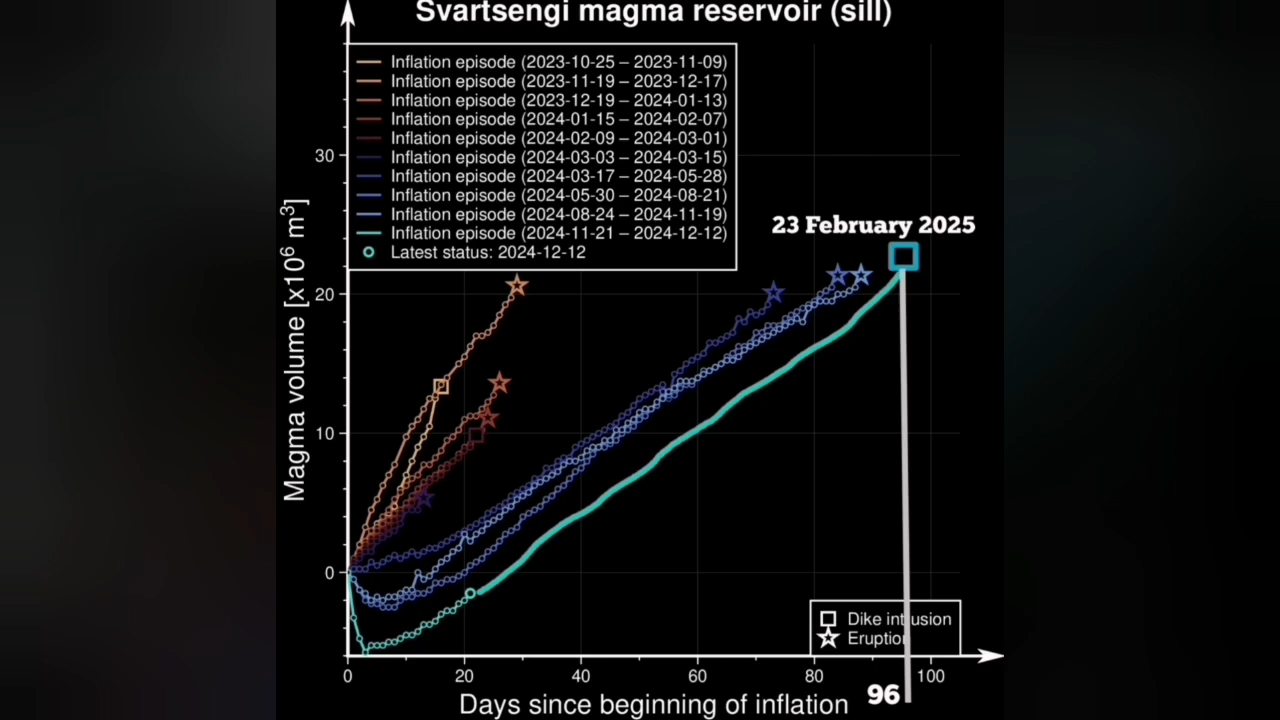 Svartsengi magma reservoir (sill)
Inflation episode (2023-10-25 – 2023-11-09)
Inflation episode (2023-11-19 – 2023-12-17)
Inflation episode (2023-12-19 – 2024-01-13)
Inflation episode (2024-01-15 – 2024-02-07)
Inflation episode (2024-02-09 – 2024-03-01)
Inflation episode (2024-03-03 – 2024-03-15)
Inflation episode (2024-03-17 – 2024-05-28)
Inflation episode (2024-05-30 – 2024-08-21)
Inflation episode (2024-08-24 – 2024-11-19)
Inflation episode (2024-11-21 – 2024-12-12)
Latest status: 2024-12-12
23 February 2025
Magma volume [x10⁶ m³]
30
20
10
0
Dike intrusion
Eruption
0 20 40 60 80 100
96
Days since beginning of inflation